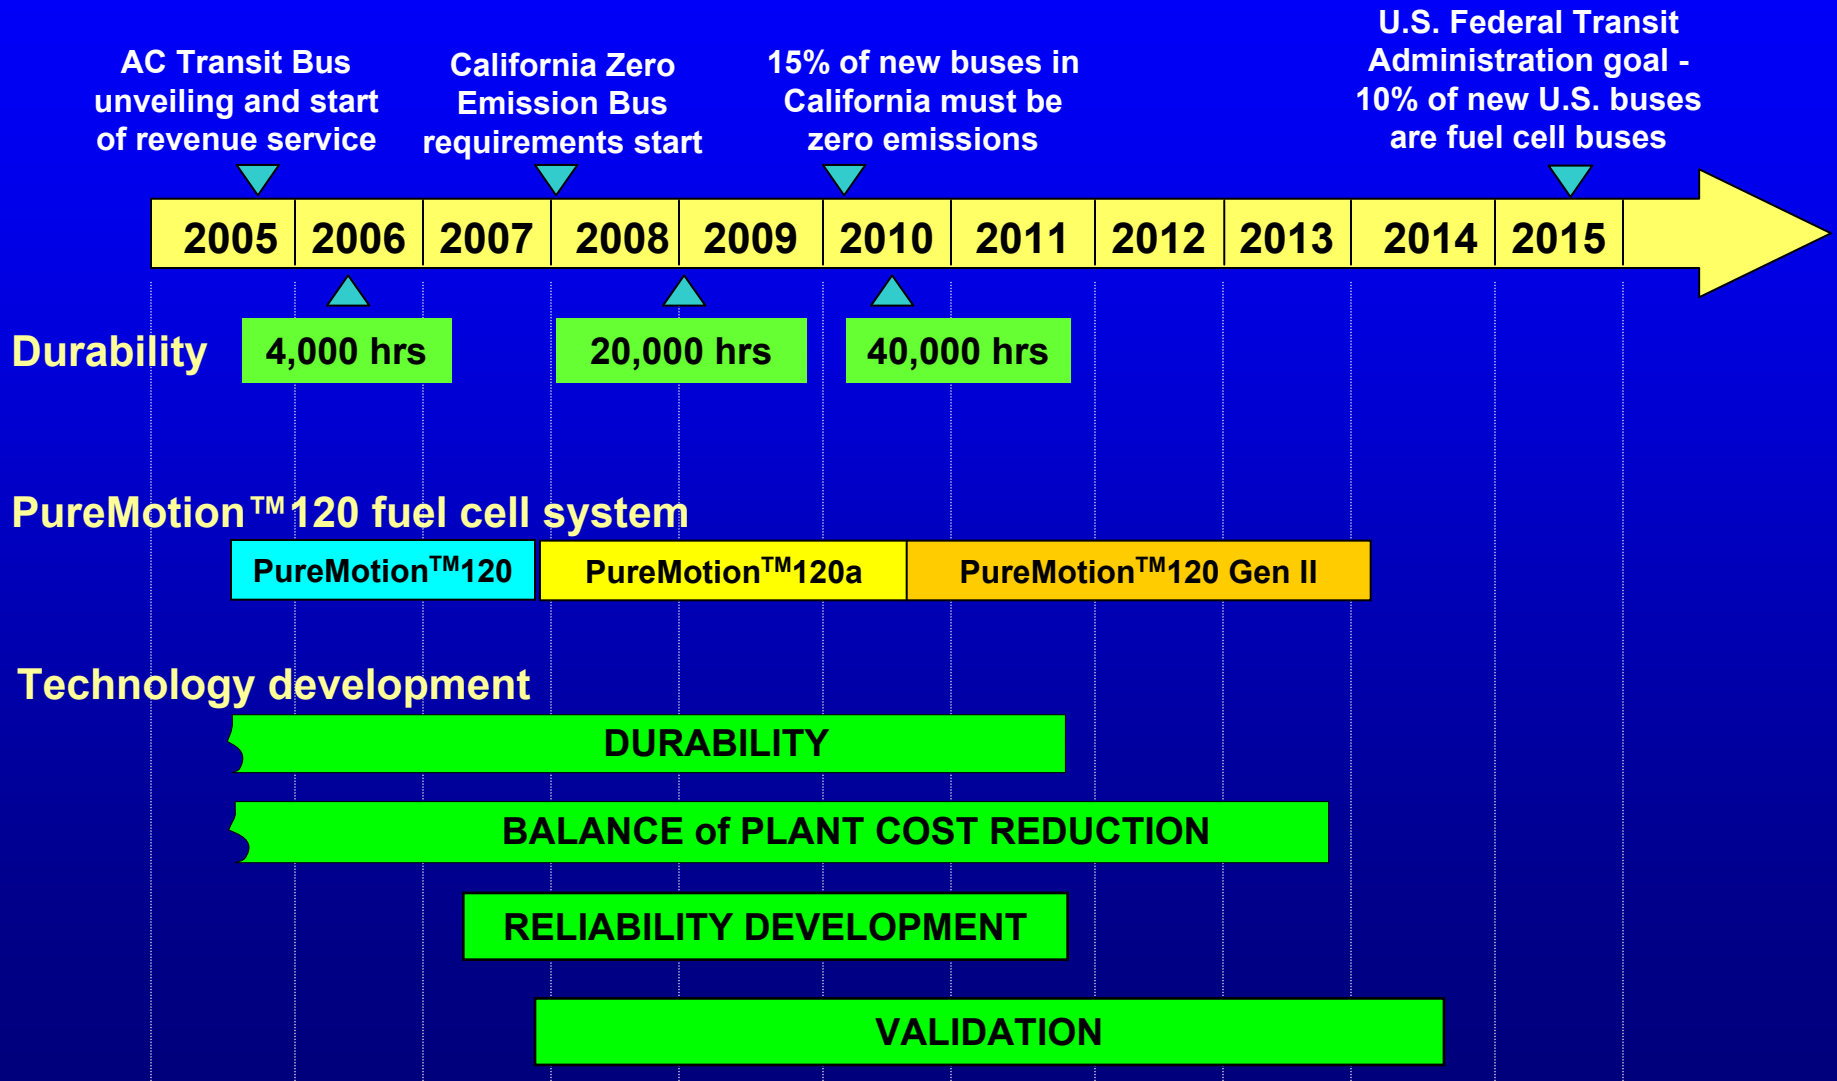 AC Transit Bus
unveiling and start
of revenue service
California Zero
Emission Bus
requirements start
15% of new buses in
California must be
zero emissions
U.S. Federal Transit
Administration goal -
10% of new U.S. buses
are fuel cell buses
2005 2006 2007 2008 2009 2010 2011 2012 2013 2014 2015
Durability 4,000 hrs 20,000 hrs 40,000 hrs
PureMotion™120 fuel cell system
PureMotion™120 PureMotion™120a PureMotion™120 Gen II
Technology development
DURABILITY
BALANCE of PLANT COST REDUCTION
RELIABILITY DEVELOPMENT
VALIDATION